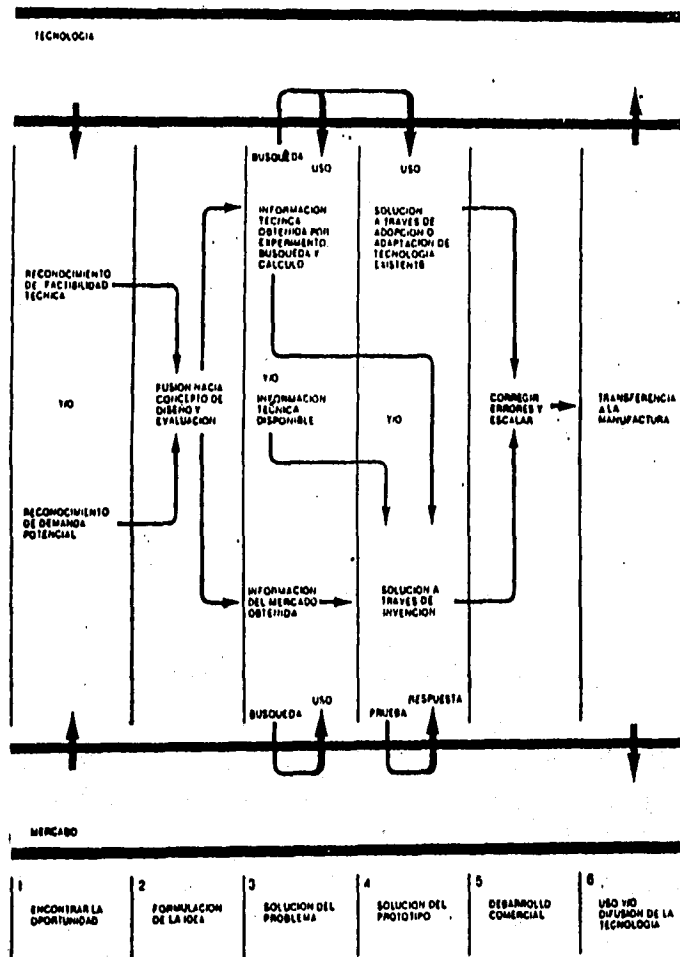 TECNOLOGIA
BUSQUEDA
USO
USO
INFORMACION
TECNICA
OBTENIDA POR
EXPERIMENTO,
BUSQUEDA Y
CALCULO
SOLUCION
A TRAVES DE
ADOPCION O
ADAPTACION DE
TECNOLOGIA
EXISTENTE
RECONOCIMIENTO
DE FACTIBILIDAD
TECNICA
Y/O
FUSION HACIA
CONCEPTO DE
DISEÑO Y
EVALUACION
Y/O
INFORMACION
TECNICA
DISPONIBLE
Y/O
CORREGIR
ERRORES Y
ESCALAR
TRANSFERENCIA
A LA
MANUFACTURA
RECONOCIMIENTO
DE DEMANDA
POTENCIAL
INFORMACION
DEL MERCADO
OBTENIDA
SOLUCION A
TRAVES DE
INVENCION
BUSQUEDA
USO
PRUEBA
RESPUESTA
MERCADO
1
ENCONTRAR LA
OPORTUNIDAD
2
FORMULACION
DE LA IDEA
3
SOLUCION DEL
PROBLEMA
4
SOLUCION DEL
PROTOTIPO
5
DESARROLLO
COMERCIAL
6
USO Y/O
DIFUSION DE LA
TECNOLOGIA